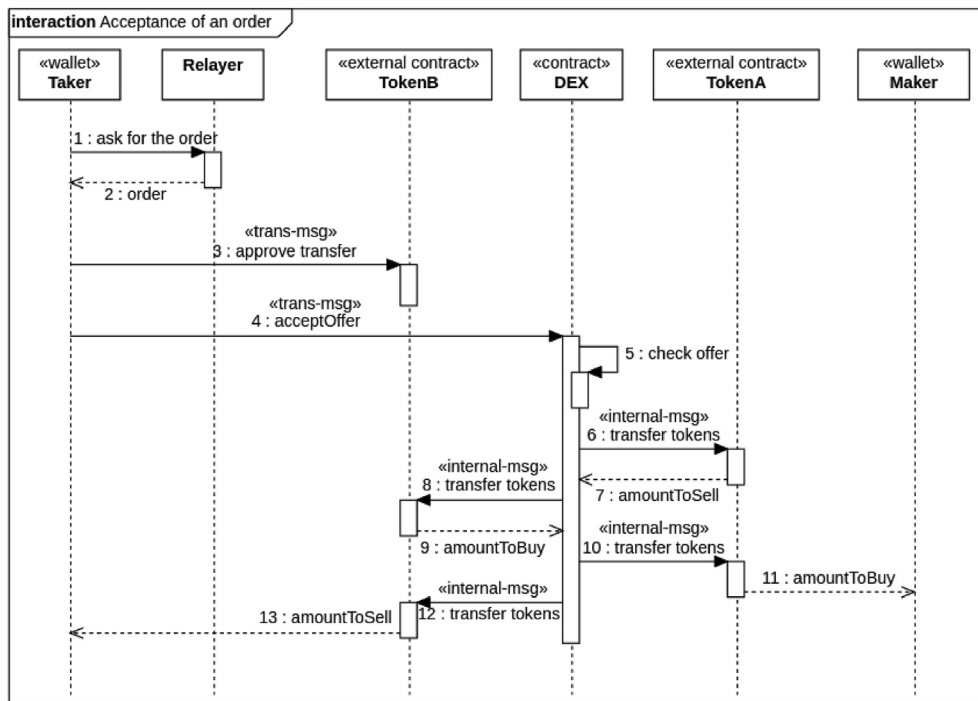 interaction Acceptance of an order
«wallet»
Taker
Relayer
«external contract»
TokenB
«contract»
DEX
«external contract»
TokenA
«wallet»
Maker
1 : ask for the order
2 : order
«trans-msg»
3 : approve transfer
«trans-msg»
4 : acceptOffer
5 : check offer
«internal-msg»
6 : transfer tokens
7 : amountToSell
«internal-msg»
8 : transfer tokens
9 : amountToBuy
«internal-msg»
10 : transfer tokens
11 : amountToBuy
«internal-msg»
12 : transfer tokens
13 : amountToSell